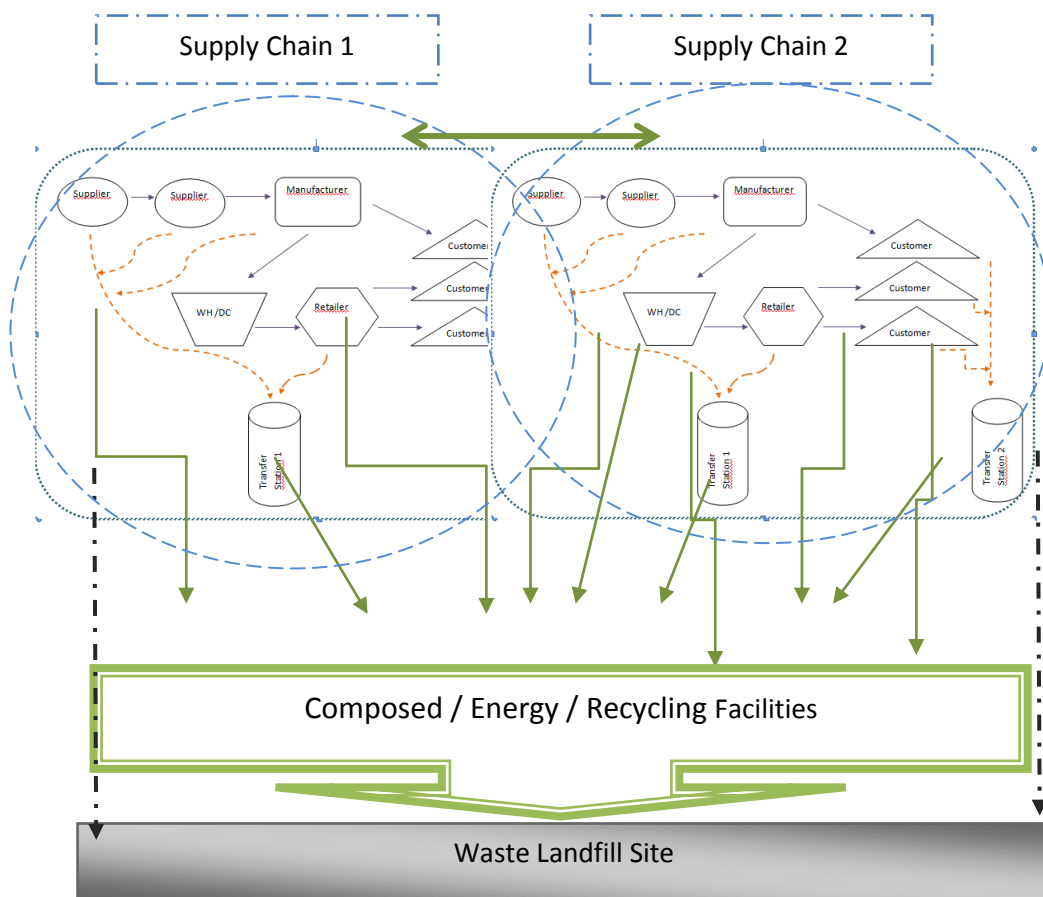 Supply Chain 1
Supply Chain 2
Supplier
Supplier
Manufacturer
Customer
Customer
WH /DC
Retailer
Customer
Transfer
Station 1
Supplier
Supplier
Manufacturer
Customer
Customer
WH /DC
Retailer
Customer
Transfer
Station 1
Transfer
Station 2
Composed / Energy / Recycling Facilities
Waste Landfill Site